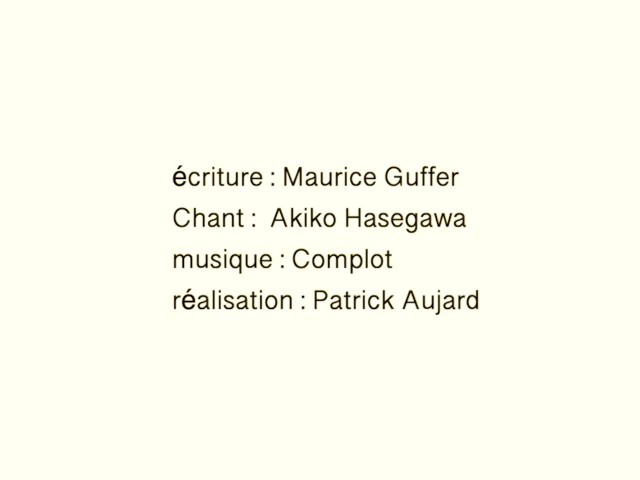 écriture : Maurice Guffer
Chant :  Akiko Hasegawa
musique : Complot
réalisation : Patrick Aujard